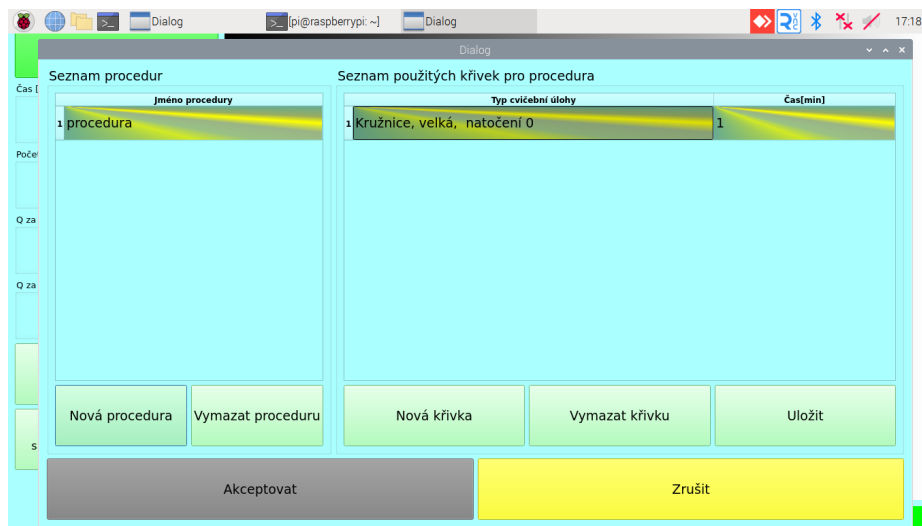 Dialog
[pi@raspberrypi: ~]
Dialog
17:18
Dialog
Seznam procedur
Seznam použitých křivek pro procedura
Čas [
Počet
Q za
Q za
s
Jméno procedury
1 procedura
Typ cvičební úlohy
Čas[min]
1 Kružnice, velká, natočení 0
1
Nová procedura
Vymazat proceduru
Nová křivka
Vymazat křivku
Uložit
Akceptovat
Zrušit